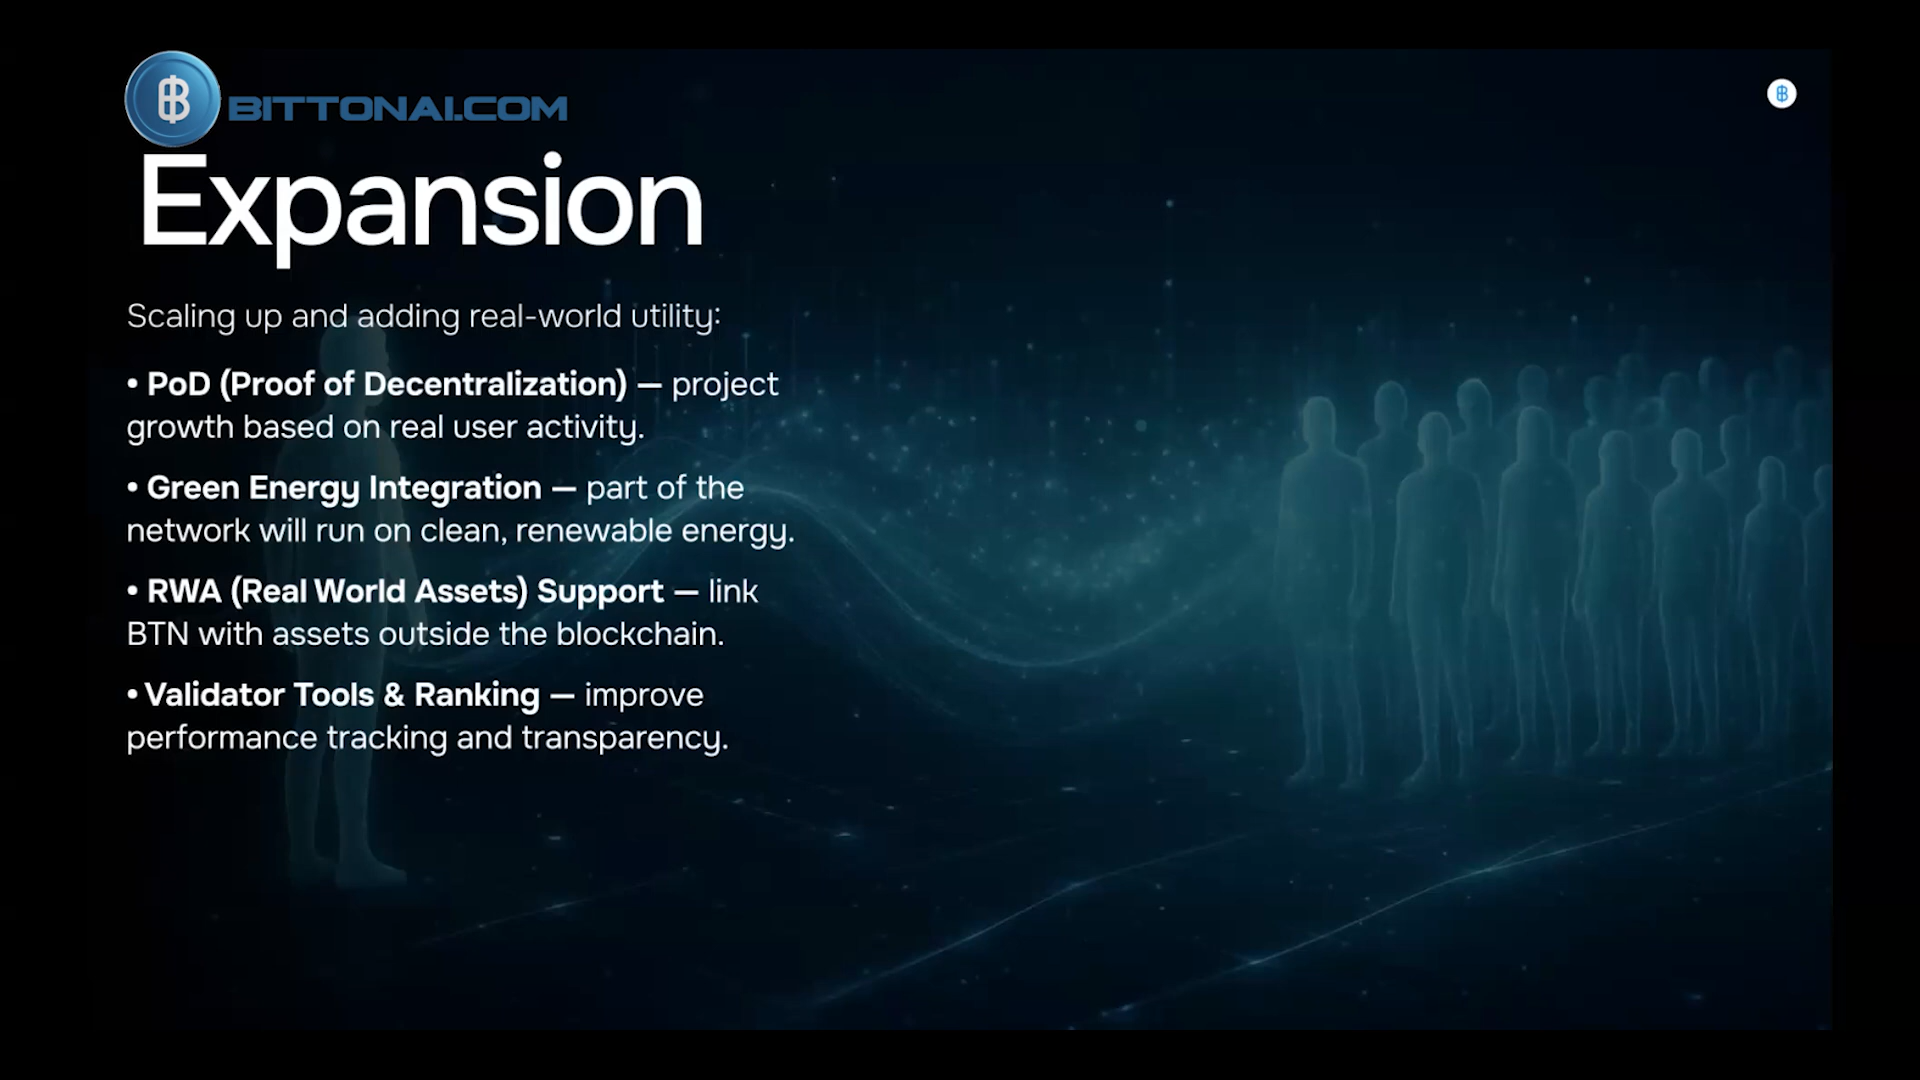 BITTONAI.COM
Expansion
Scaling up and adding real-world utility:
• PoD (Proof of Decentralization) — project
growth based on real user activity.
• Green Energy Integration — part of the
network will run on clean, renewable energy.
• RWA (Real World Assets) Support — link
BTN with assets outside the blockchain.
• Validator Tools & Ranking — improve
performance tracking and transparency.